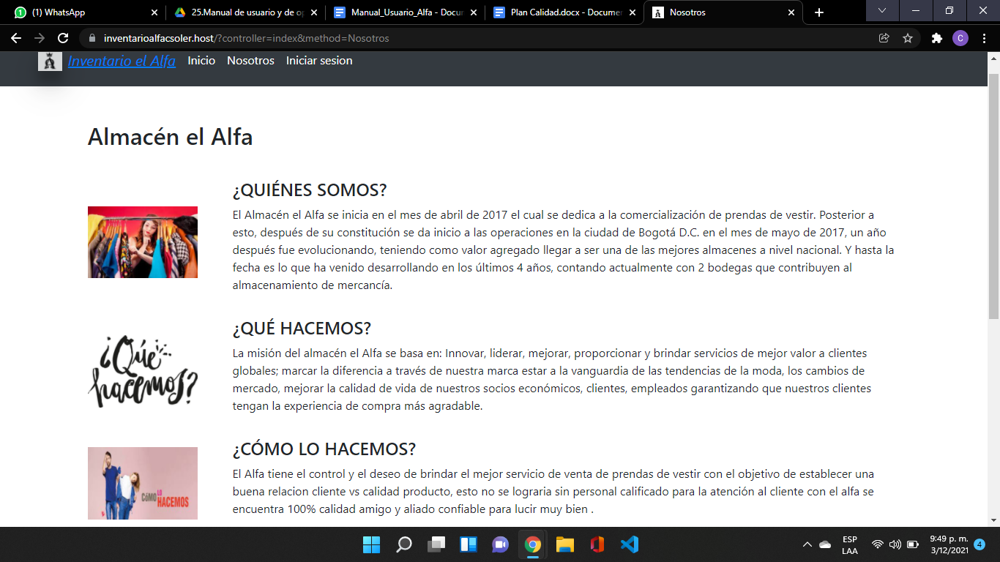 (1) WhatsApp
25.Manual de usuario y de op
Manual_Usuario_Alfa - Docur
Plan Calidad.docx - Documen
Nosotros
inventarioalfacsoler.host/?controller=index&method=Nosotros
C
Inventario el Alfa Inicio Nosotros Iniciar sesion
Almacén el Alfa
¿QUIÉNES SOMOS?
El Almacén el Alfa se inicia en el mes de abril de 2017 el cual se dedica a la comercialización de prendas de vestir. Posterior a
esto, después de su constitución se da inicio a las operaciones en la ciudad de Bogotá D.C. en el mes de mayo de 2017, un año
después fue evolucionando, teniendo como valor agregado llegar a ser una de las mejores almacenes a nivel nacional. Y hasta la
fecha es lo que ha venido desarrollando en los últimos 4 años, contando actualmente con 2 bodegas que contribuyen al
almacenamiento de mercancía.
¿Qué
hacemos?
¿QUÉ HACEMOS?
La misión del almacén el Alfa se basa en: Innovar, liderar, mejorar, proporcionar y brindar servicios de mejor valor a clientes
globales; marcar la diferencia a través de nuestra marca estar a la vanguardia de las tendencias de la moda, los cambios de
mercado, mejorar la calidad de vida de nuestros socios económicos, clientes, empleados garantizando que nuestros clientes
tengan la experiencia de compra más agradable.
CÓMO LO HACEMOS
¿CÓMO LO HACEMOS?
El Alfa tiene el control y el deseo de brindar el mejor servicio de venta de prendas de vestir con el objetivo de establecer una
buena relacion cliente vs calidad producto, esto no se lograria sin personal calificado para la atención al cliente con el alfa se
encuentra 100% calidad amigo y aliado confiable para lucir muy bien .
ESP
LAA
9:49 p. m.
3/12/2021
4